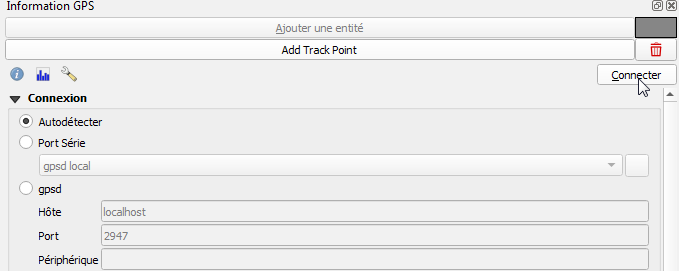 Information GPS
Ajouter une entité
Add Track Point
Connecter
Connexion
Autodétecter
Port Série
gpsd local
gpsd
Hôte localhost
Port 2947
Périphérique